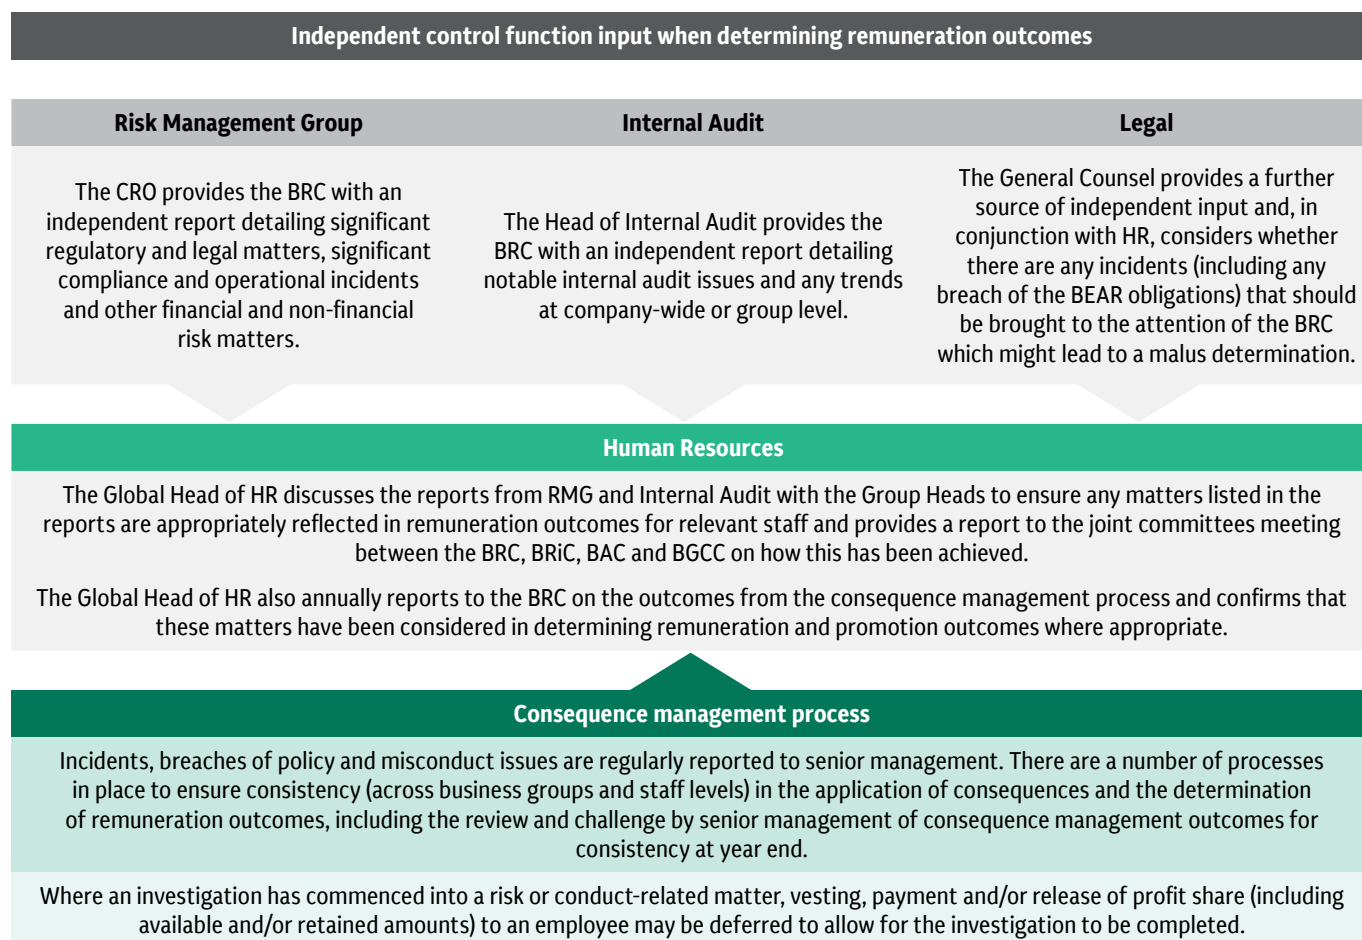 Independent control function input when determining remuneration outcomes
Risk Management Group
The CRO provides the BRC with an
independent report detailing significant
regulatory and legal matters, significant
compliance and operational incidents
and other financial and non-financial
risk matters.
Internal Audit
The Head of Internal Audit provides the
BRC with an independent report detailing
notable internal audit issues and any trends
at company-wide or group level.
Legal
The General Counsel provides a further
source of independent input and, in
conjunction with HR, considers whether
there are any incidents (including any
breach of the BEAR obligations) that should
be brought to the attention of the BRC
which might lead to a malus determination.
Human Resources
The Global Head of HR discusses the reports from RMG and Internal Audit with the Group Heads to ensure any matters listed in the
reports are appropriately reflected in remuneration outcomes for relevant staff and provides a report to the joint committees meeting
between the BRC, BRiC, BAC and BGCC on how this has been achieved.
The Global Head of HR also annually reports to the BRC on the outcomes from the consequence management process and confirms that
these matters have been considered in determining remuneration and promotion outcomes where appropriate.
Consequence management process
Incidents, breaches of policy and misconduct issues are regularly reported to senior management. There are a number of processes
in place to ensure consistency (across business groups and staff levels) in the application of consequences and the determination
of remuneration outcomes, including the review and challenge by senior management of consequence management outcomes for
consistency at year end.
Where an investigation has commenced into a risk or conduct-related matter, vesting, payment and/or release of profit share (including
available and/or retained amounts) to an employee may be deferred to allow for the investigation to be completed.